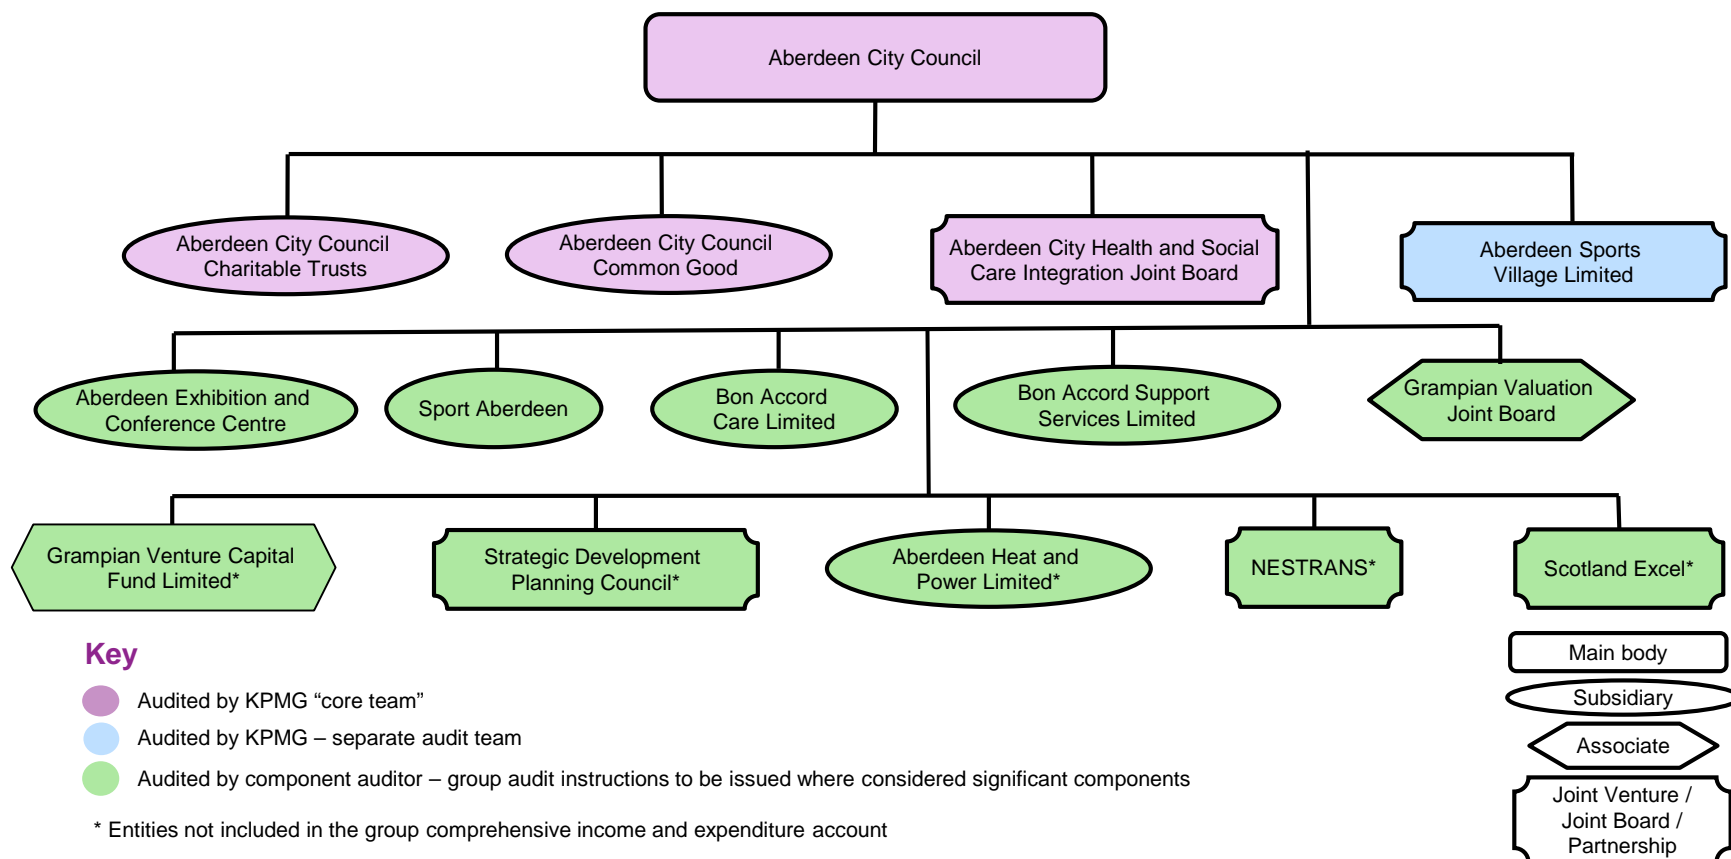 Aberdeen City Council
Aberdeen City Council
Charitable Trusts
Aberdeen City Council
Common Good
Aberdeen City Health and Social
Care Integration Joint Board
Aberdeen Sports
Village Limited
Aberdeen Exhibition and
Conference Centre
Sport Aberdeen
Bon Accord
Care Limited
Bon Accord Support
Services Limited
Grampian Valuation
Joint Board
Grampian Venture Capital
Fund Limited*
Strategic Development
Planning Council*
Aberdeen Heat and
Power Limited*
NESTRANS*
Scotland Excel*
Key
Audited by KPMG “core team”
Audited by KPMG – separate audit team
Audited by component auditor – group audit instructions to be issued where considered significant components
* Entities not included in the group comprehensive income and expenditure account
Main body
Subsidiary
Associate
Joint Venture /
Joint Board /
Partnership